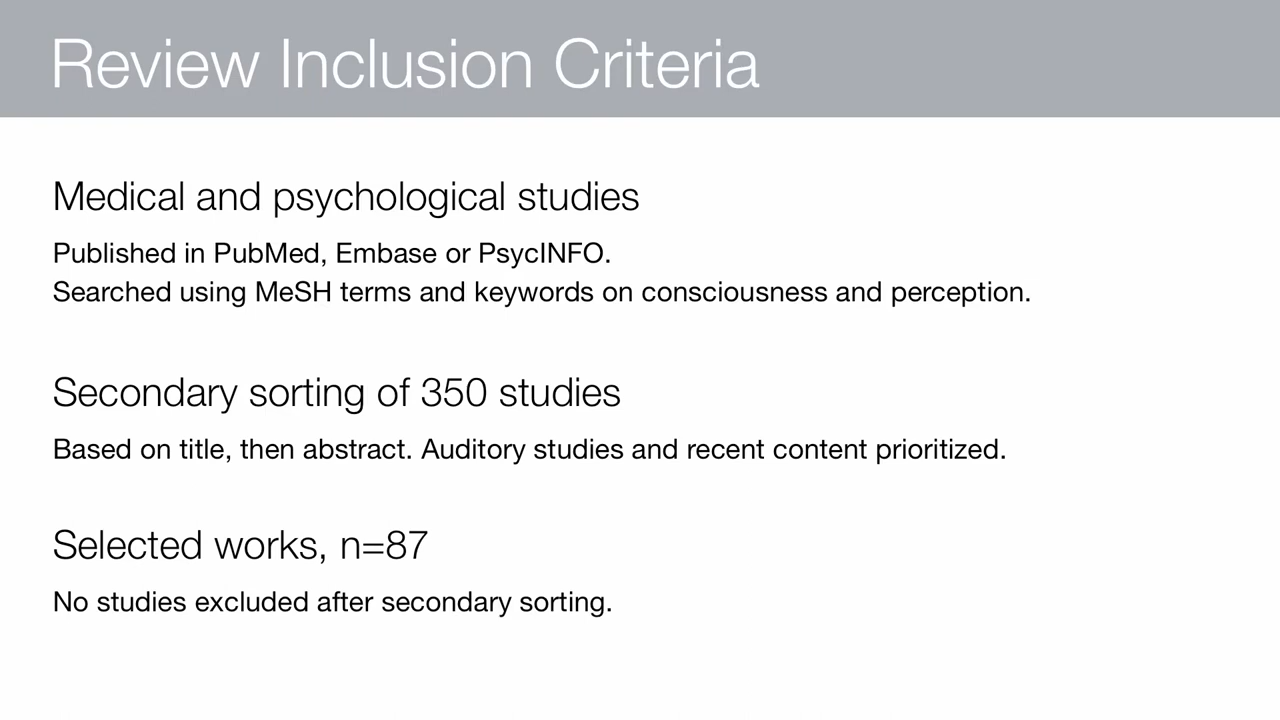 Review Inclusion Criteria
Medical and psychological studies
Published in PubMed, Embase or PsycINFO.
Searched using MeSH terms and keywords on consciousness and perception.
Secondary sorting of 350 studies
Based on title, then abstract. Auditory studies and recent content prioritized.
Selected works, n=87
No studies excluded after secondary sorting.